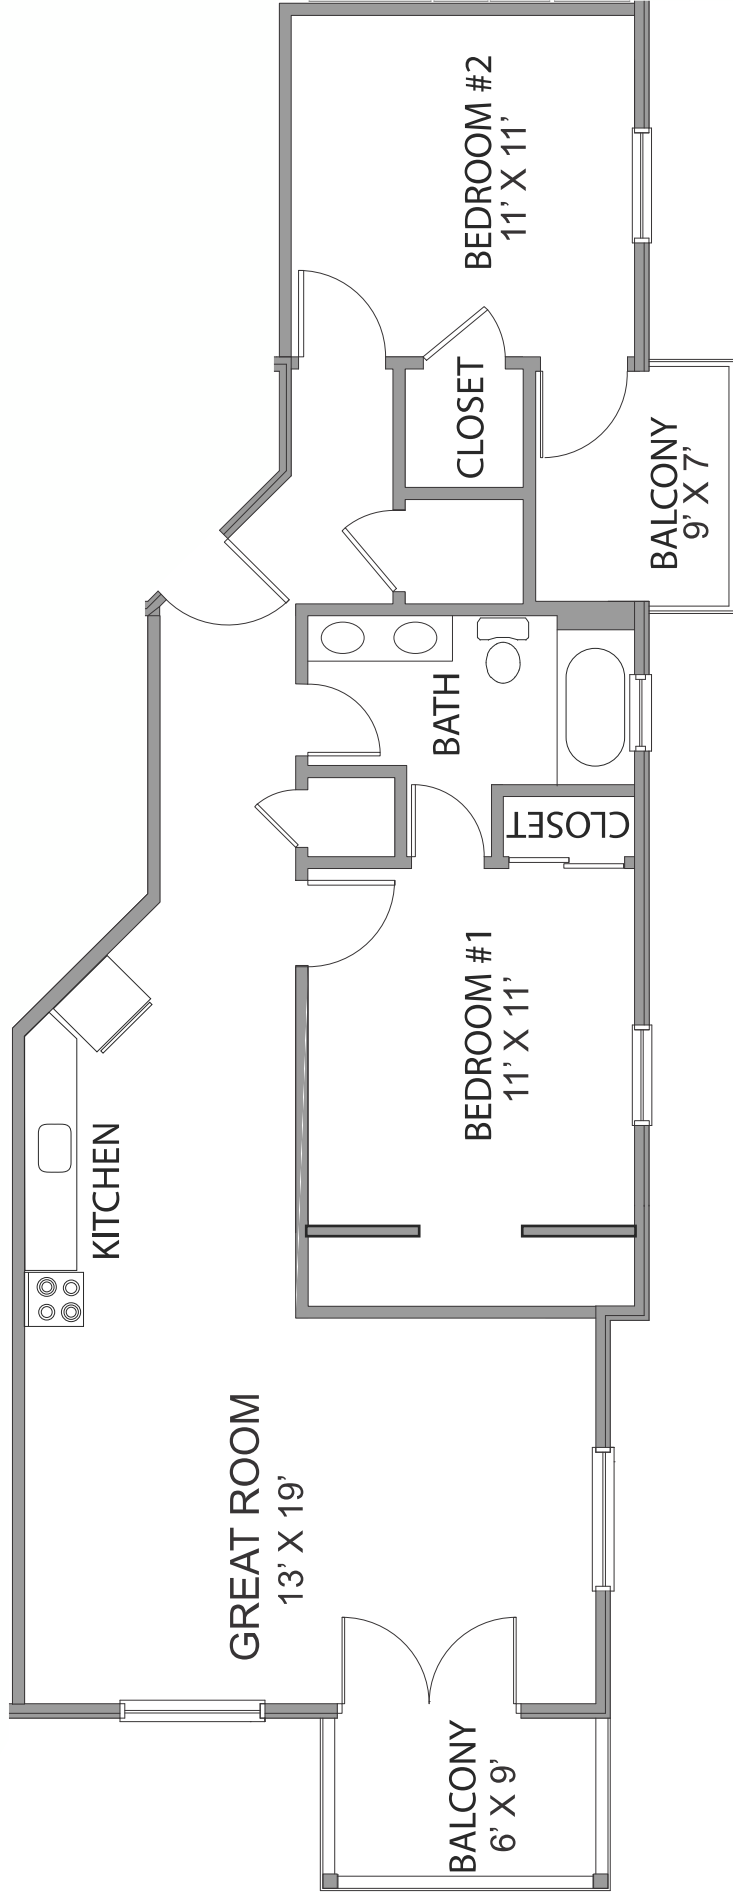 BEDROOM #2
11’ X 11’
CLOSET
BALCONY
9’ X 7’
BATH
CLOSET
BEDROOM #1
11’ X 11’
KITCHEN
GREAT ROOM
13’ X 19’
BALCONY
6’ X 9’